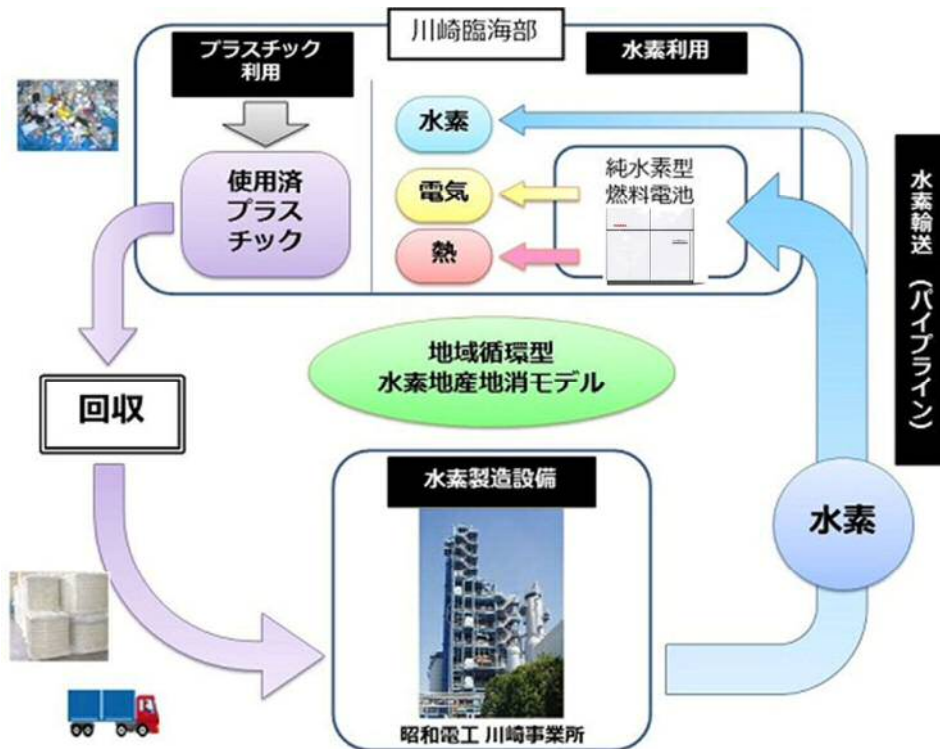 川崎臨海部
プラスチック
利用
水素利用
水素
使用済
プラス
チック
電気
熱
純水素型
燃料電池
水素輸送 （パイプライン）
地域循環型
水素地産地消モデル
回収
水素製造設備
水素
昭和電工 川崎事業所